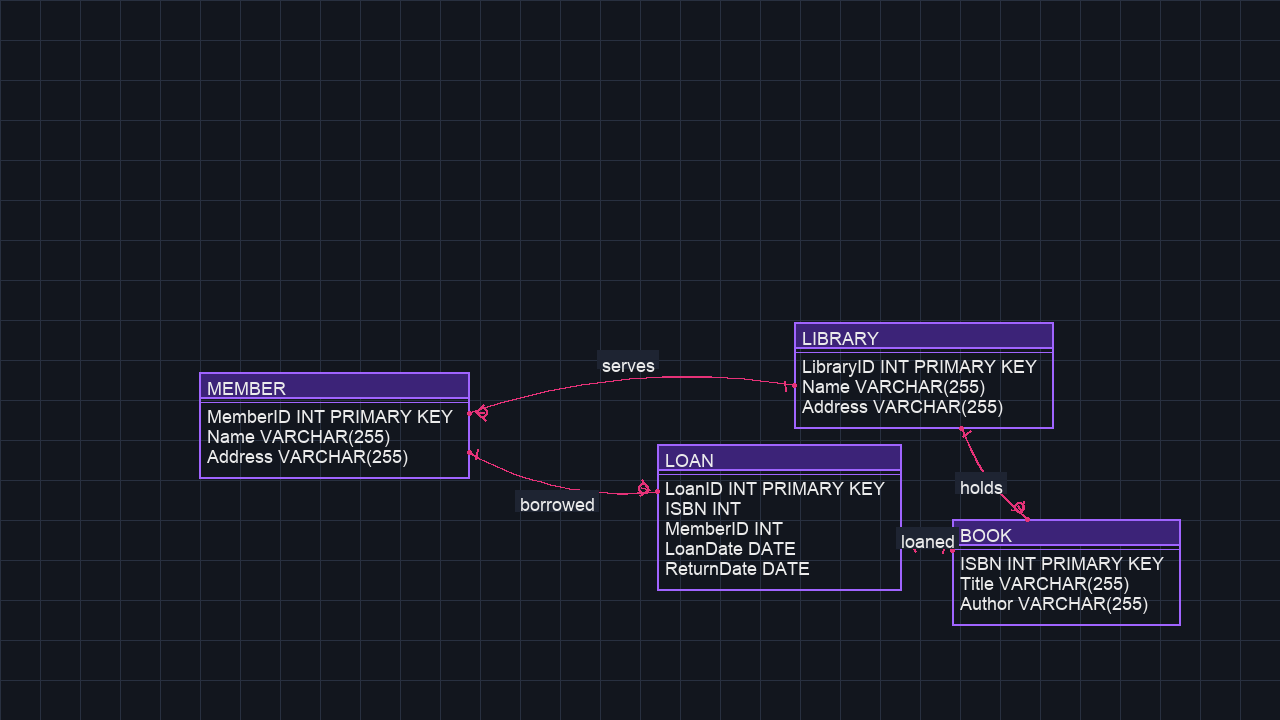 LIBRARY
LibraryID INT PRIMARY KEY
Name VARCHAR(255)
Address VARCHAR(255)
serves
MEMBER
MemberID INT PRIMARY KEY
Name VARCHAR(255)
Address VARCHAR(255)
LOAN
LoanID INT PRIMARY KEY
ISBN INT
MemberID INT
LoanDate DATE
ReturnDate DATE
borrowed
holds
loaned
BOOK
ISBN INT PRIMARY KEY
Title VARCHAR(255)
Author VARCHAR(255)